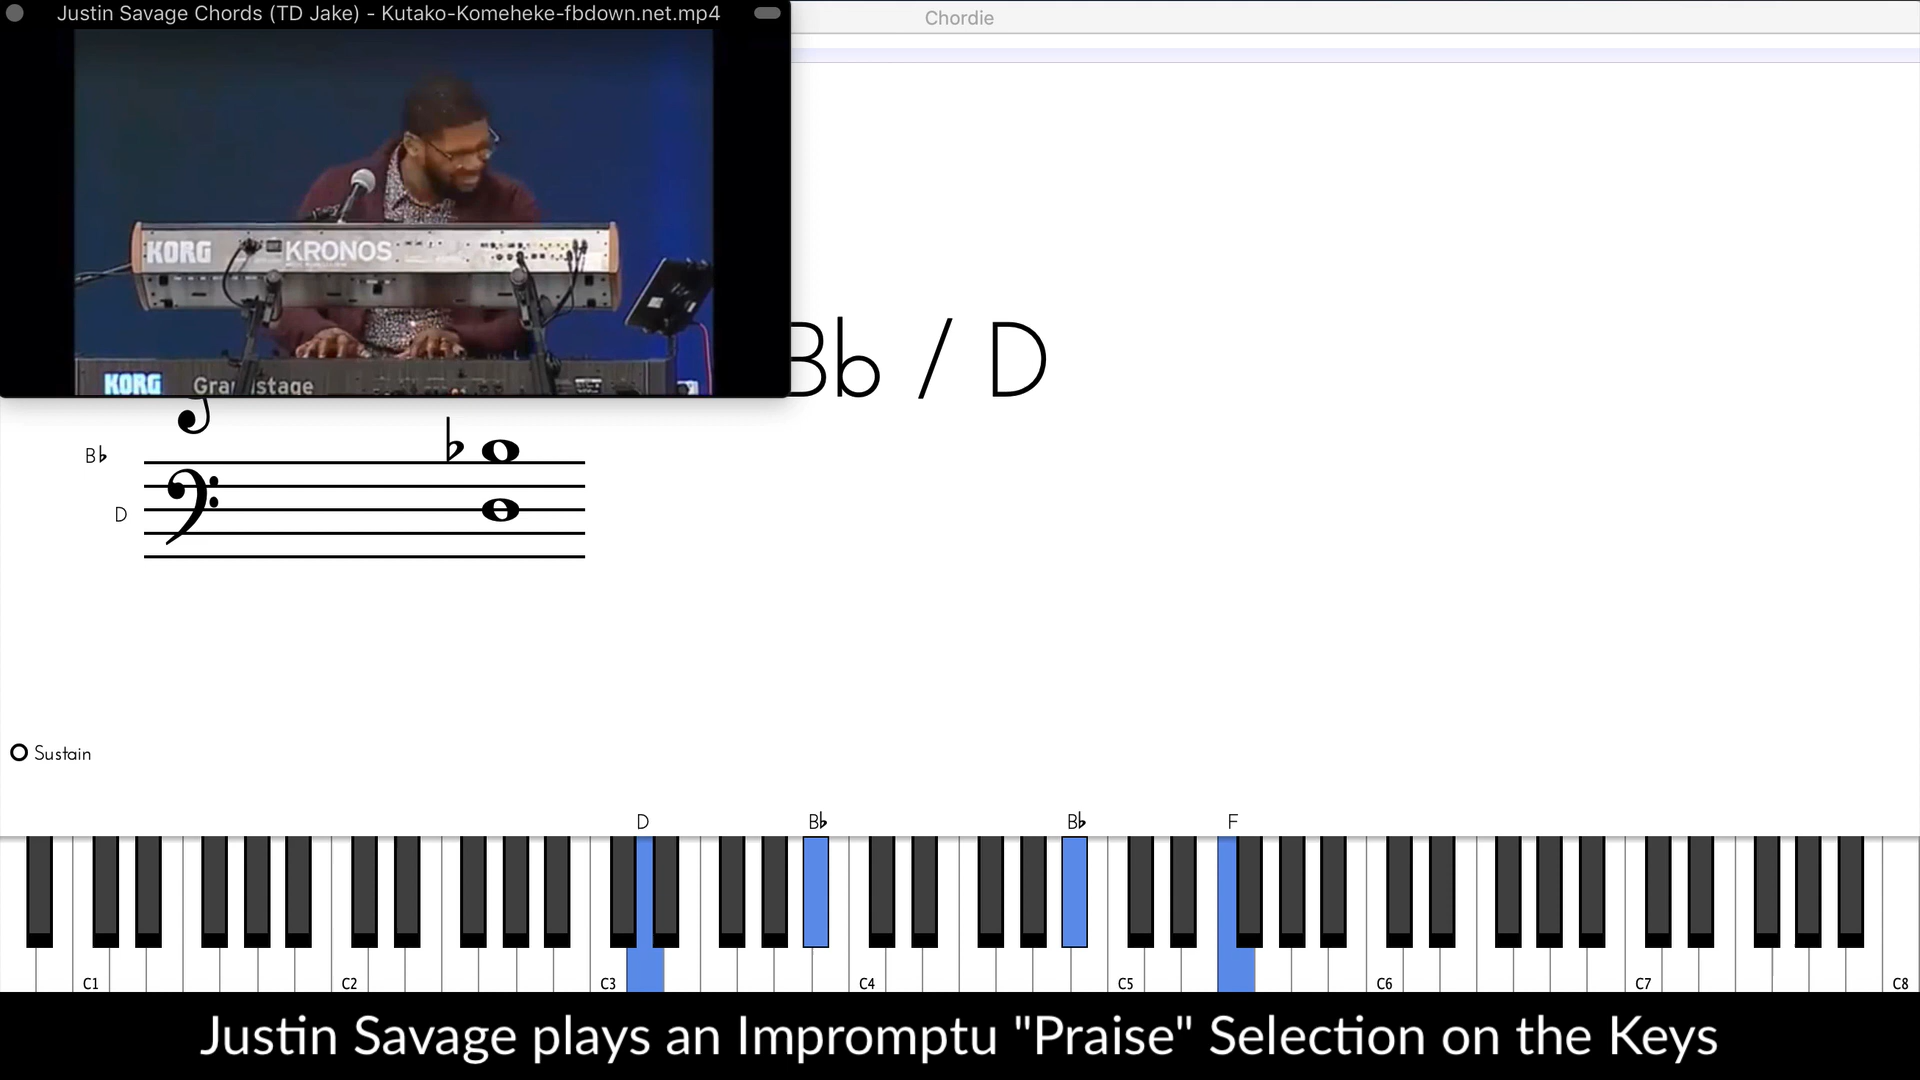 Justin Savage Chords (TD Jake) - Kutako-Komeheke-fbdown.net.mp4
Chordie
KORG KRONOS
KORG Grandstage
Bb / D
B♭
D
Sustain
D B♭ B♭ F
C1 C2 C3 C4 C5 C6 C7 C8
Justin Savage plays an Impromptu "Praise" Selection on the Keys